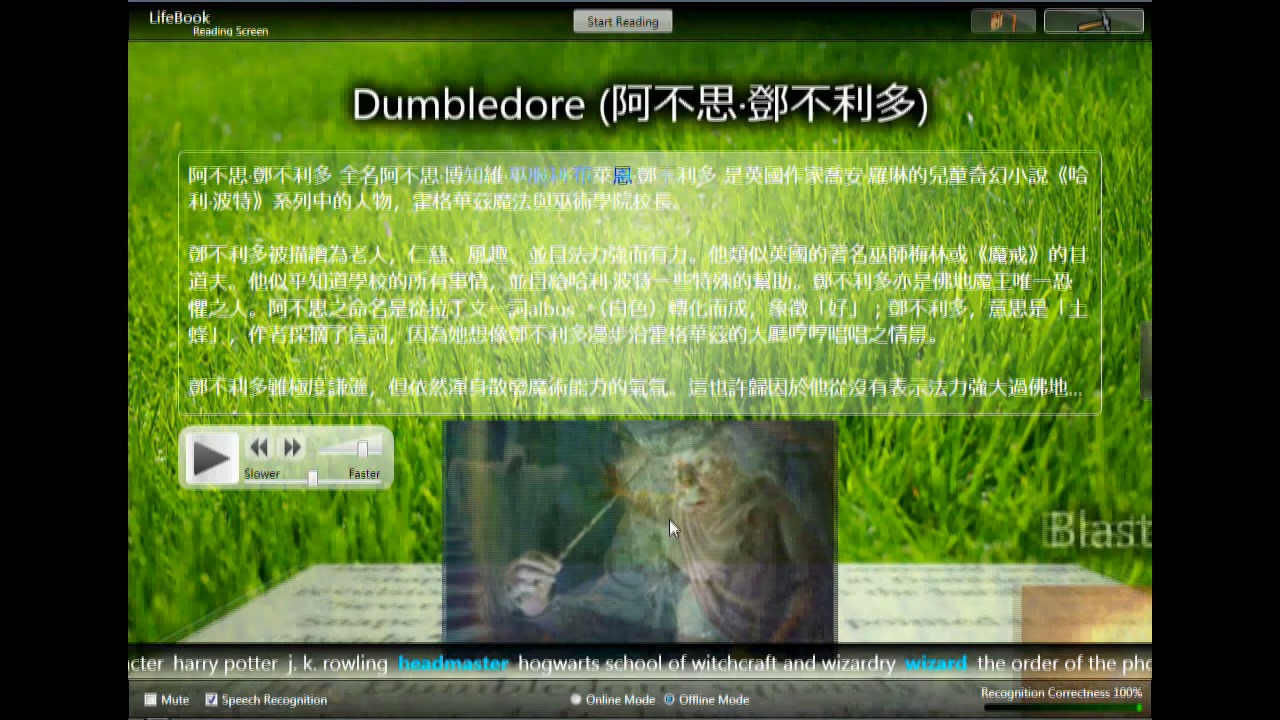 LifeBook
Reading Screen
Start Reading
Dumbledore (阿不思·鄧不利多)
阿不思·鄧不利多 全名阿不思·博知維·巫服利布萊恩·鄧不利多 是英國作家喬安·羅琳的兒童奇幻小說《哈
利·波特》系列中的人物，霍格華茲魔法與巫術學院校長。
鄧不利多被描繪為老人，仁慈、風趣、並且法力強而有力。他類似英國的著名巫師梅林或《魔戒》的甘
道夫。他似乎知道學校的所有事情，並且給哈利·波特一些特殊的幫助。鄧不利多亦是佛地魔王唯一恐
懼之人。阿不思之命名是從拉丁文一詞albus，（白色）轉化而成，象徵「好」；鄧不利多，意思是「土
蜂」，作者採摘了這詞，因為她想像鄧不利多漫步治霍格華茲的大廳哼哼唱唱之情景。
鄧不利多雖極度謙遜，但依然渾身散發魔術能力的氣氛。這也許歸因於他從沒有表示法力強大過佛地...
Slower
Faster
Blast
cter harry potter j. k. rowling headmaster hogwarts school of witchcraft and wizardry wizard the order of the pho
Mute
Speech Recognition
Online Mode
Offline Mode
Recognition Correctness 100%